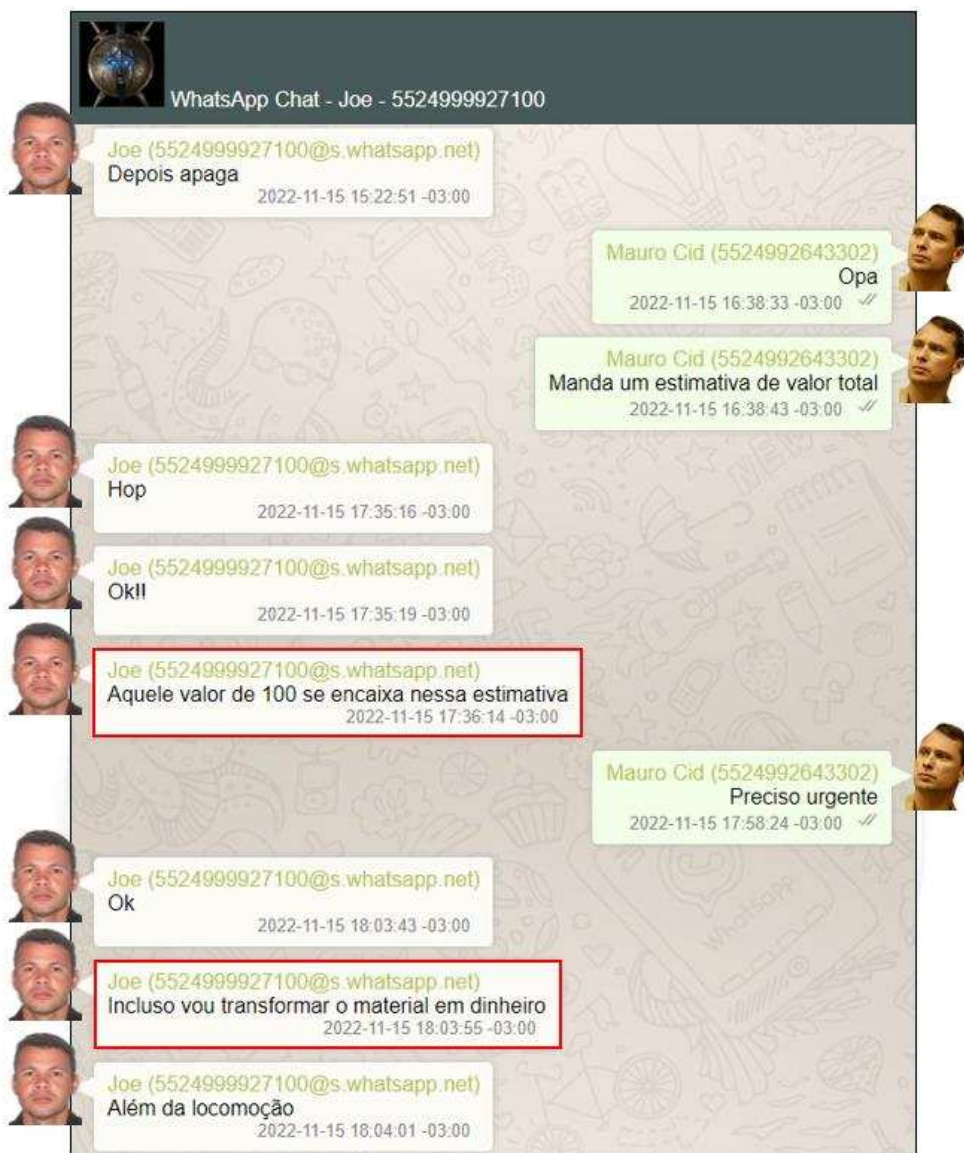 WhatsApp Chat - Joe - 5524999927100
Joe (5524999927100@s.whatsapp.net)
Depois apaga
2022-11-15 15:22:51 -03:00
Mauro Cid (5524992643302)
Opa
2022-11-15 16:38:33 -03:00
Mauro Cid (5524992643302)
Manda um estimativa de valor total
2022-11-15 16:38:43 -03:00
Joe (5524999927100@s.whatsapp.net)
Hop
2022-11-15 17:35:16 -03:00
Joe (5524999927100@s.whatsapp.net)
Ok!!
2022-11-15 17:35:19 -03:00
Joe (5524999927100@s.whatsapp.net)
Aquele valor de 100 se encaixa nessa estimativa
2022-11-15 17:36:14 -03:00
Mauro Cid (5524992643302)
Preciso urgente
2022-11-15 17:58:24 -03:00
Joe (5524999927100@s.whatsapp.net)
Ok
2022-11-15 18:03:43 -03:00
Joe (5524999927100@s.whatsapp.net)
Incluso vou transformar o material em dinheiro
2022-11-15 18:03:55 -03:00
Joe (5524999927100@s.whatsapp.net)
Além da locomoção
2022-11-15 18:04:01 -03:00
WhatsApp